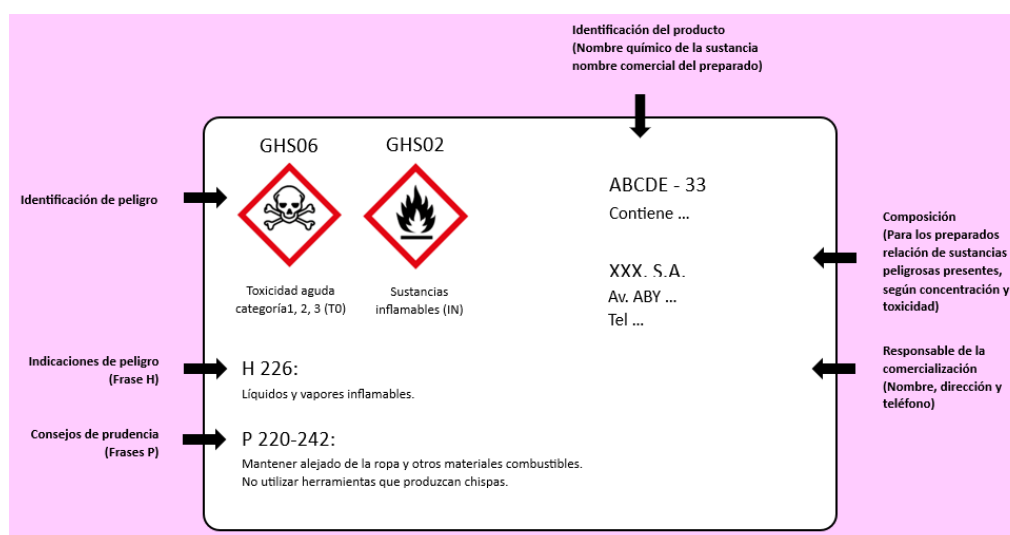 Identificación del producto
(Nombre químico de la sustancia
nombre comercial del preparado)
GHS06
GHS02
ABCDE - 33
Contiene ...
Identificación de peligro
Composición
(Para los preparados
relación de sustancias
peligrosas presentes,
según concentración y
toxicidad)
XXX. S.A.
Av. ABY ...
Tel ...
Toxicidad aguda
categoría1, 2, 3 (T0)
Sustancias
inflamables (IN)
Responsable de la
comercialización
(Nombre, dirección y
teléfono)
Indicaciones de peligro
(Frase H)
H 226:
Líquidos y vapores inflamables.
Consejos de prudencia
(Frases P)
P 220-242:
Mantener alejado de la ropa y otros materiales combustibles.
No utilizar herramientas que produzcan chispas.